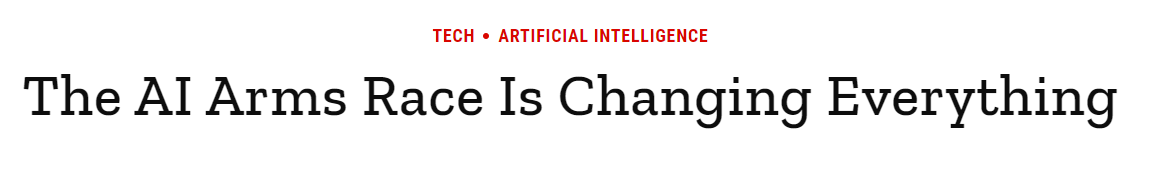 TECH • ARTIFICIAL INTELLIGENCE
The AI Arms Race Is Changing Everything